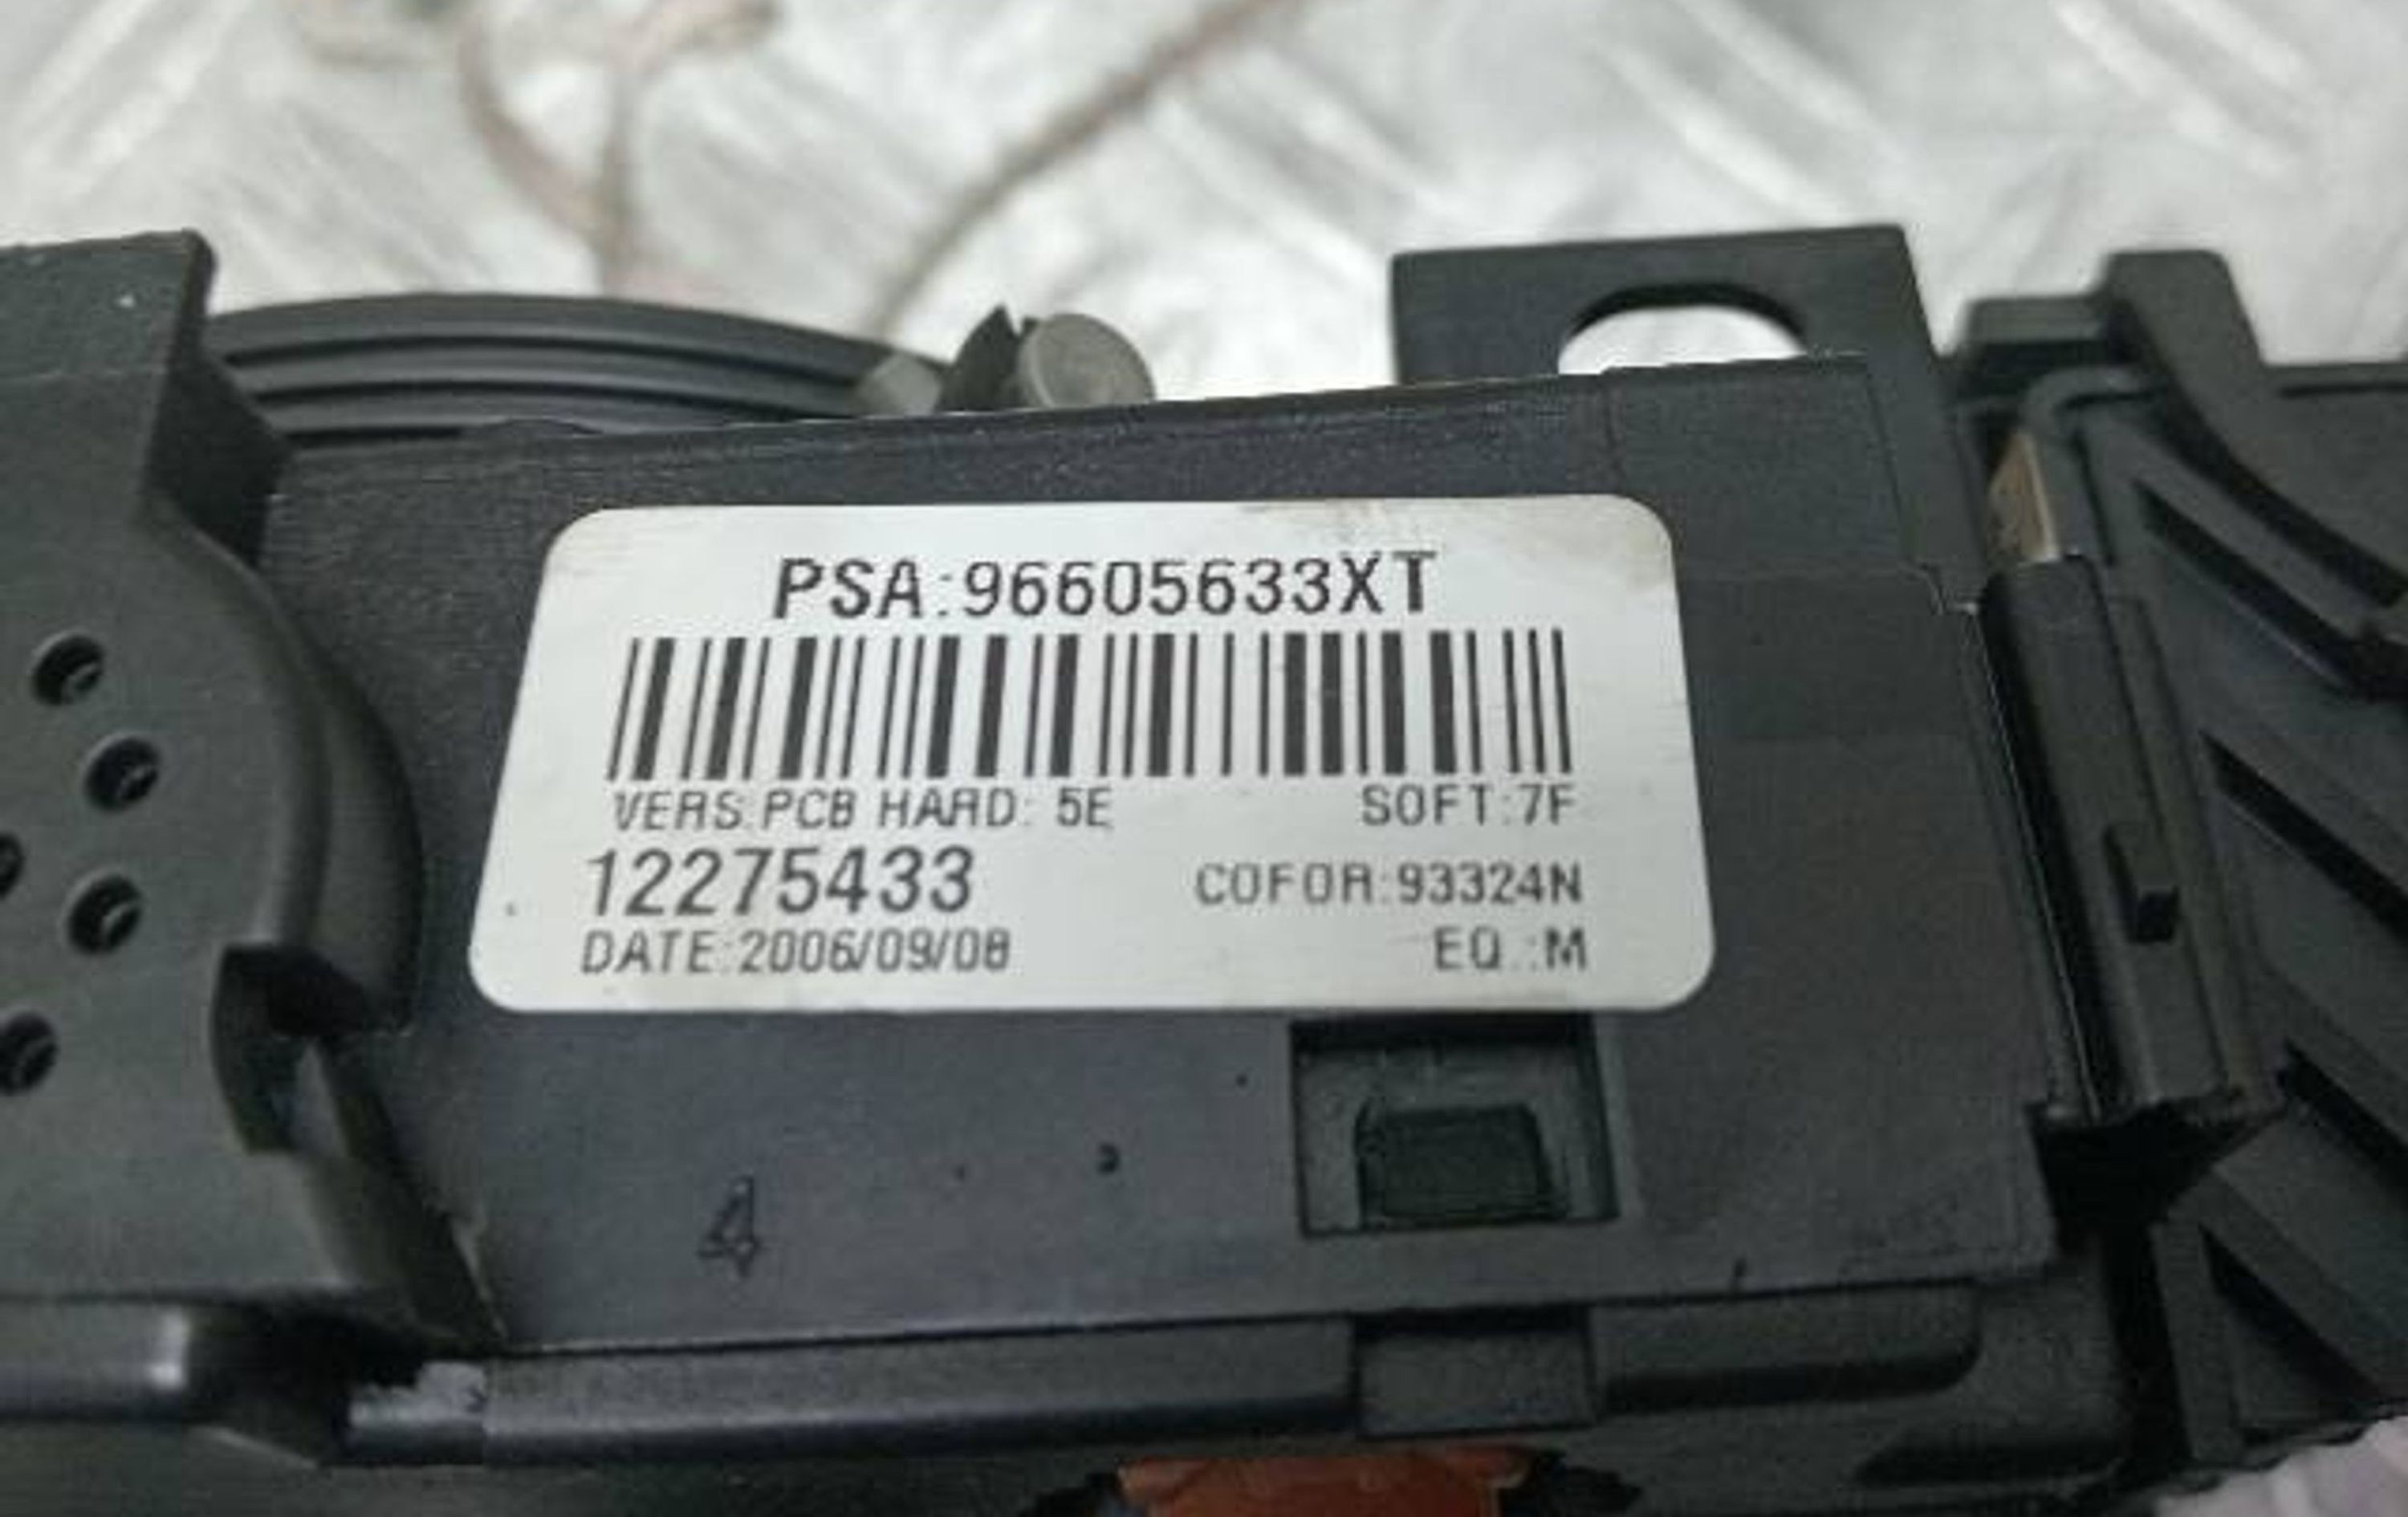 PSA:96605633XT
VERS:PCB HARD: 5E SOFT:7F
12275433 COFOR:93324N
DATE:2006/09/08 EQ.:M
4